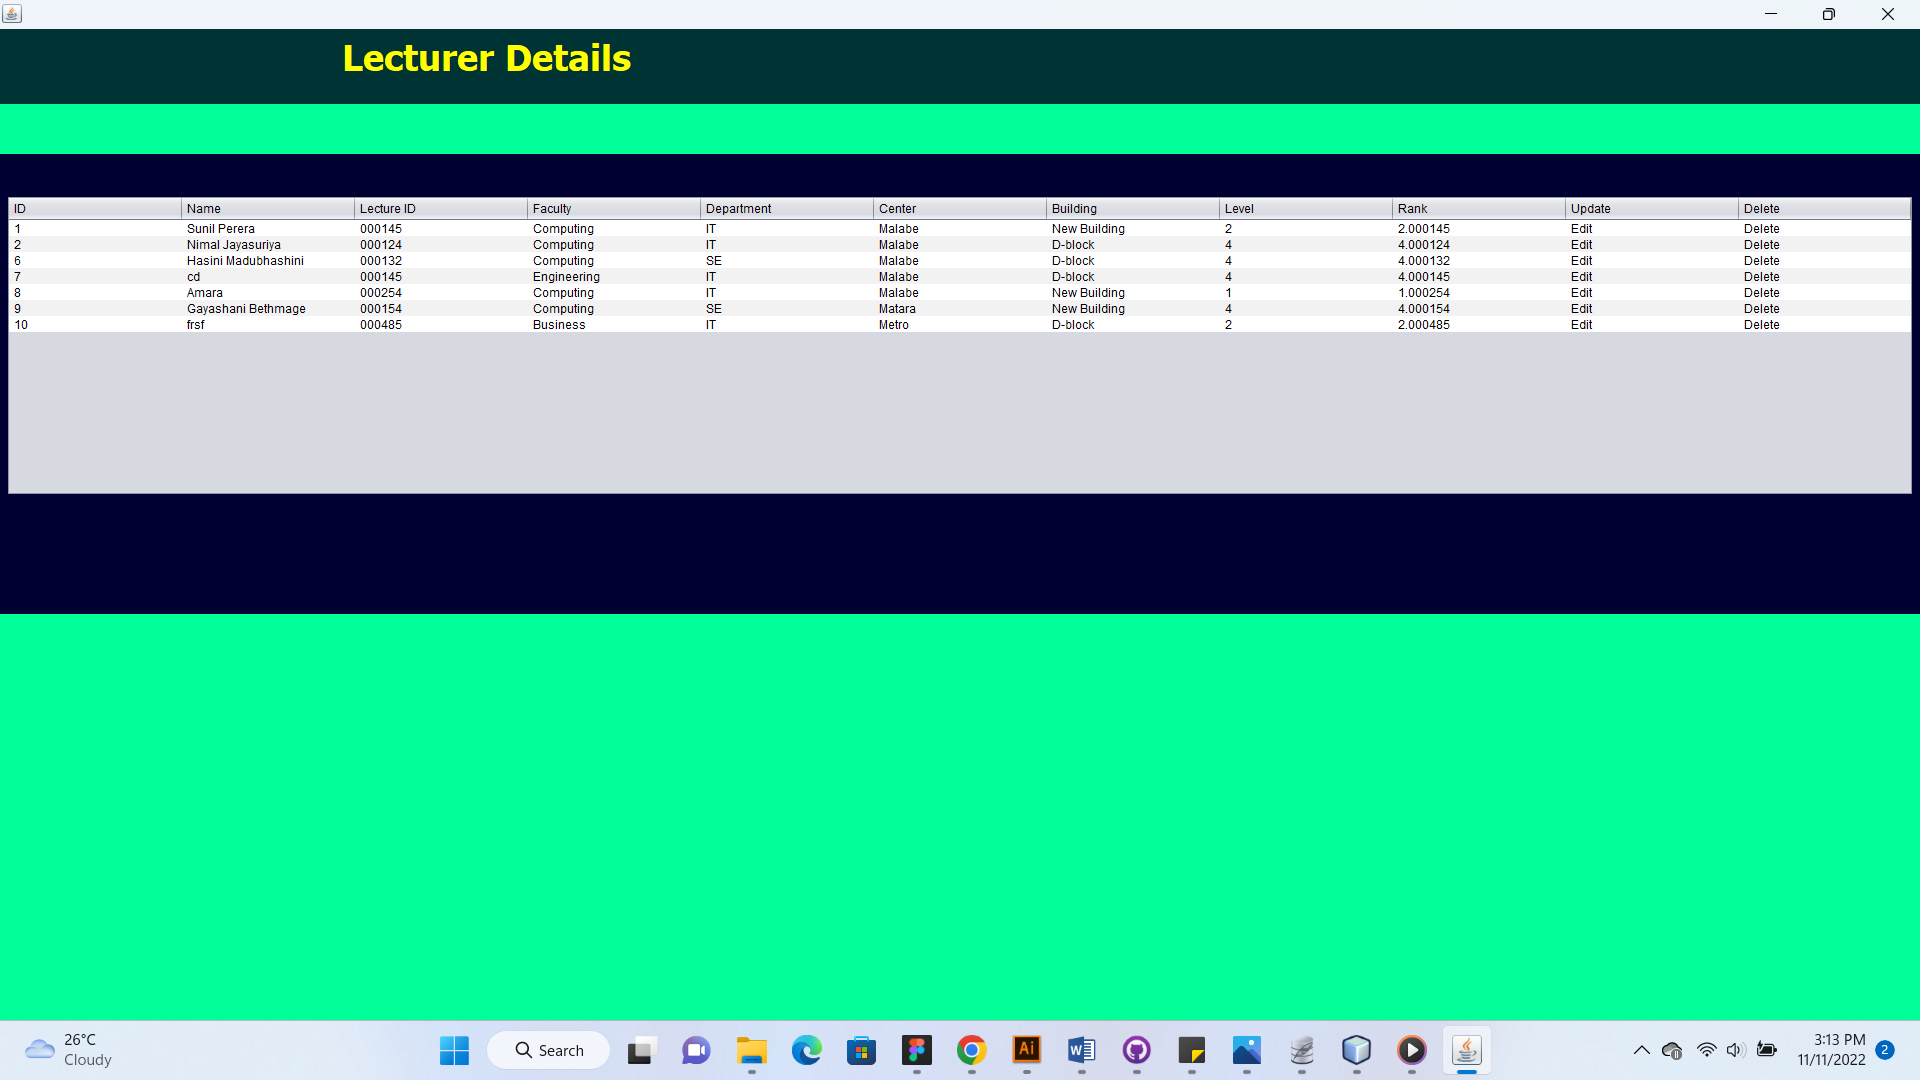 Lecturer Details
ID Name Lecture ID Faculty Department Center Building Level Rank Update Delete
1 Sunil Perera 000145 Computing IT Malabe New Building 2 2.000145 Edit Delete
2 Nimal Jayasuriya 000124 Computing IT Malabe D-block 4 4.000124 Edit Delete
6 Hasini Madubhashini 000132 Computing SE Malabe D-block 4 4.000132 Edit Delete
7 cd 000145 Engineering IT Malabe D-block 4 4.000145 Edit Delete
8 Amara 000254 Computing IT Malabe New Building 1 1.000254 Edit Delete
9 Gayashani Bethmage 000154 Computing SE Matara New Building 4 4.000154 Edit Delete
10 frsf 000485 Business IT Metro D-block 2 2.000485 Edit Delete
26°C
Cloudy
Search
Ai
W
3:13 PM
11/11/2022
2